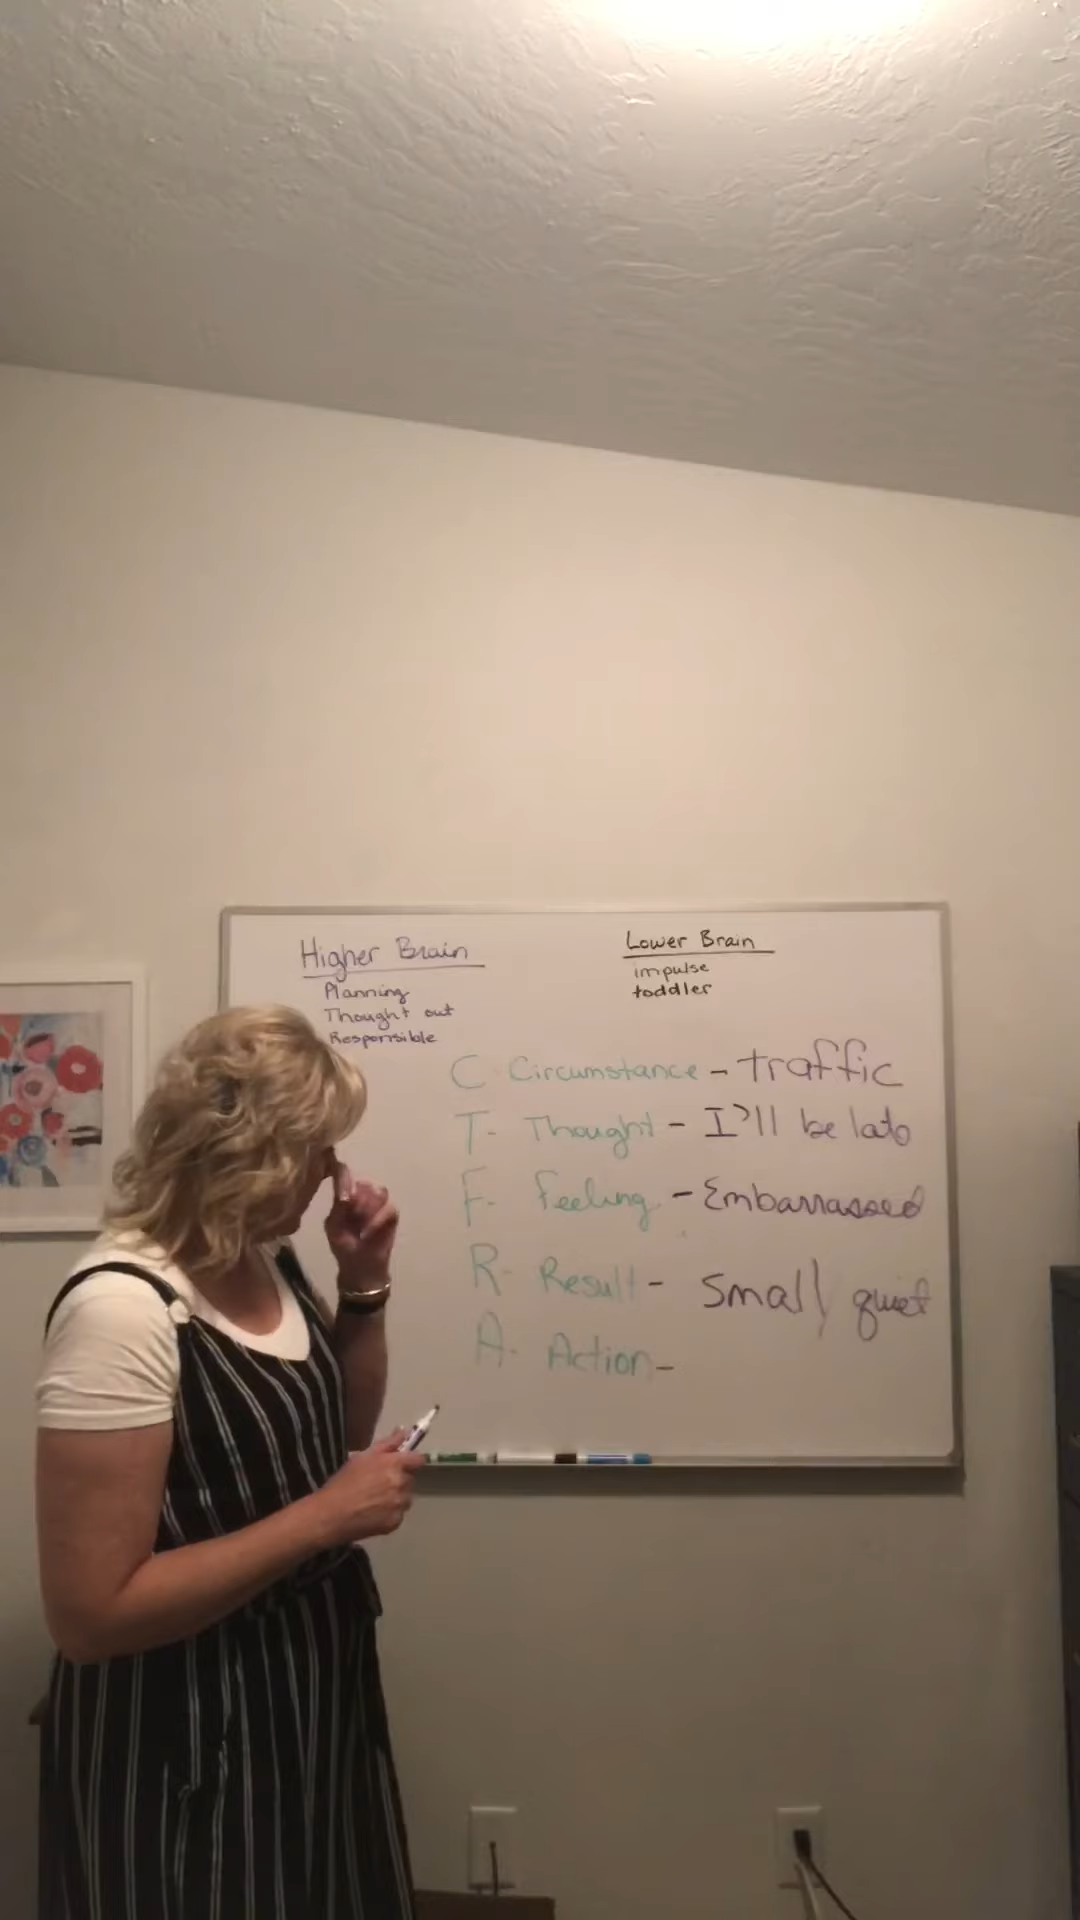 Higher Brain
Planning
Thought out
Responsible
Lower Brain
impulse
toddler
C Circumstance - traffic
T- Thought - I'll be late
F- Feeling - Embarrassed
R- Result - Small/quiet
A- Action -